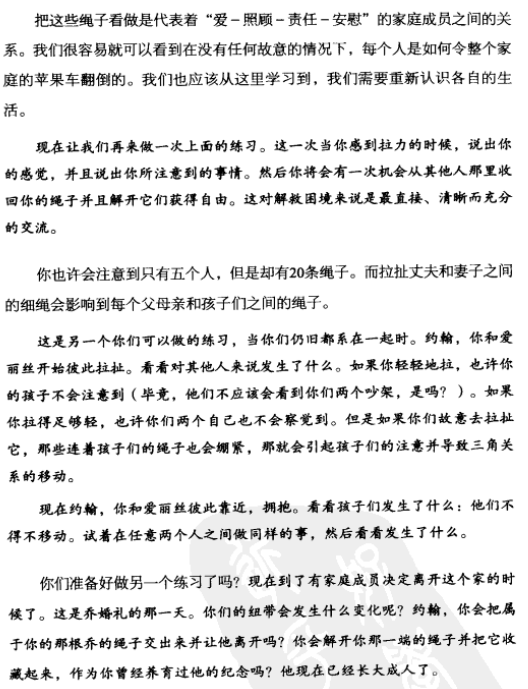 把这些绳子看做是代表着“爱－照顾－责任－安慰”的家庭成员之间的关
系。我们很容易就可以看到在没有任何故意的情况下，每个人是如何令整个家
庭的苹果车翻倒的。我们也应该从这里学习到，我们需要重新认识各自的生
活。
现在让我们再来做一次上面的练习。这一次当你感到拉力的时候，说出你
的感觉，并且说出你所注意到的事情。然后你将会有一次机会从其他人那里收
回你的绳子并且解开它们获得自由。这对解救困境来说是最直接、清晰而充分
的交流。
你也许会注意到只有五个人，但是却有20条绳子。而拉扯丈夫和妻子之间
的细绳会影响到每个父母亲和孩子们之间的绳子。
这是另一个你们可以做的练习，当你们仍旧都系在一起时。约翰，你和爱
丽丝开始彼此拉扯。看看对其他人来说发生了什么。如果你轻轻地拉，也许你
的孩子不会注意到（毕竟，他们不应该会看到你们两个吵架，是吗？）。如果
你拉得足够轻，也许你们两个自己也不会察觉到。但是如果你们故意去拉扯
它，那些连着孩子们的绳子也会绷紧，那就会引起孩子们的注意并导致三角关
系的移动。
现在约翰，你和爱丽丝彼此靠近，拥抱。看看孩子们发生了什么：他们不
得不移动。试着在任意两个人之间做同样的事，然后看看发生了什么。
你们准备好做另一个练习了吗？现在到了有家庭成员决定离开这个家的时
候了。这是乔婚礼的那一天。你们的纽带会发生什么变化呢？约翰，你会把属
于你的那根乔的绳子交出来并让他离开吗？你会解开你那一端的绳子并把它收
藏起来，作为你曾经养育过他的纪念吗？他现在已经长大成人了。